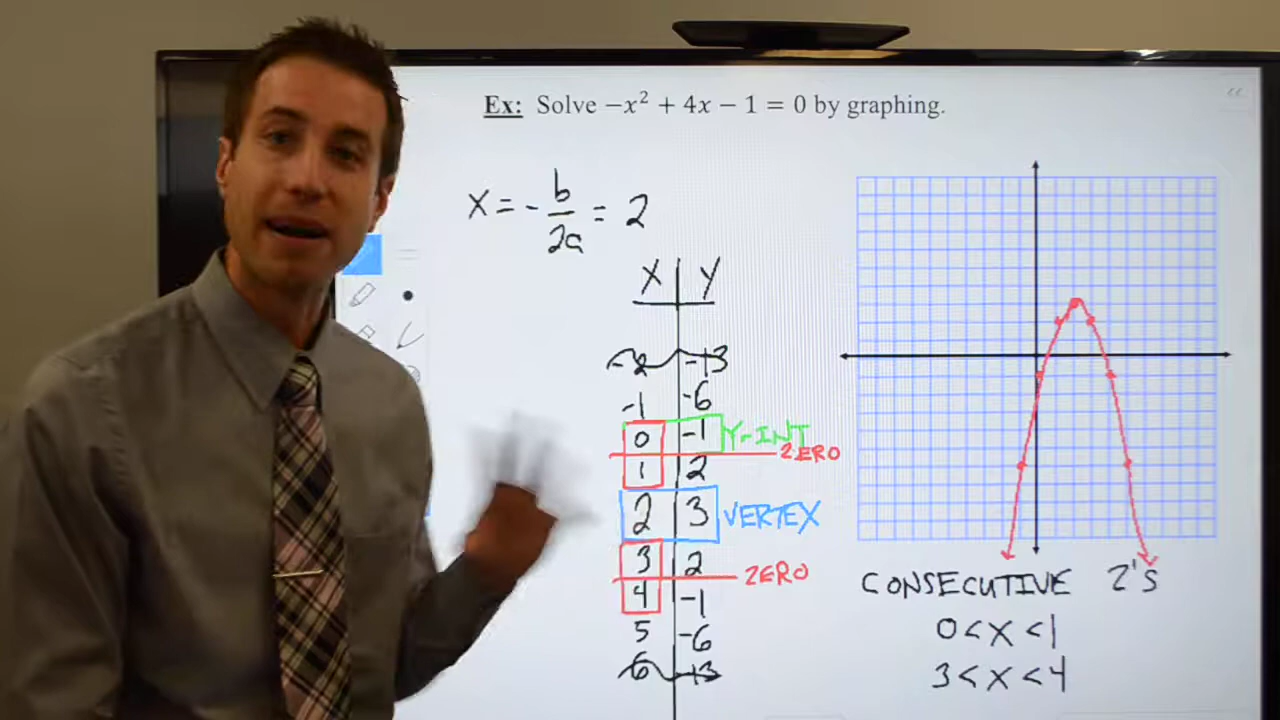 Ex: Solve −x² + 4x − 1 = 0 by graphing.
X = - b/2a = 2
X Y
-2 -13
-1 -6
0 -1 Y-INT
ZERO
1 2
2 3 VERTEX
3 2
ZERO
4 -1
5 -6
6 -13
CONSECUTIVE Z'S
0 < X < 1
3 < X < 4